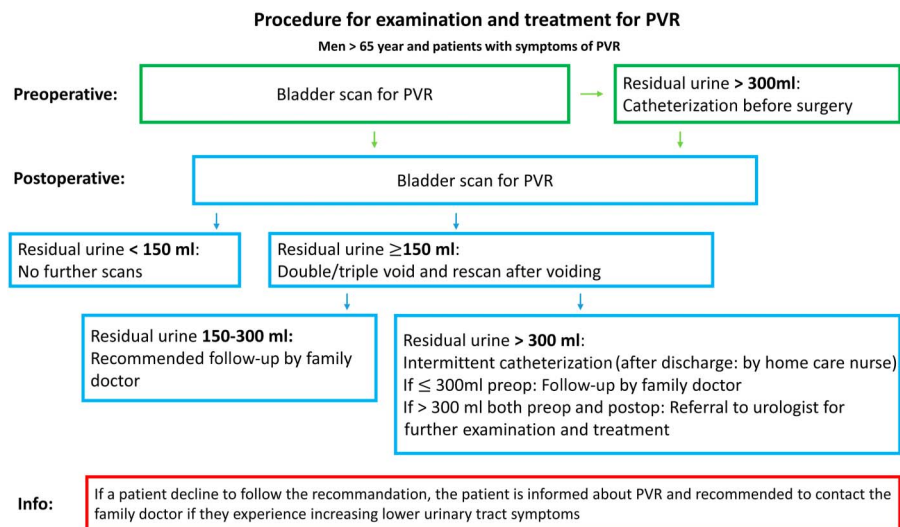 Procedure for examination and treatment for PVR
Men > 65 year and patients with symptoms of PVR
Preoperative:
Bladder scan for PVR
Residual urine > 300ml:
Catheterization before surgery
Postoperative:
Bladder scan for PVR
Residual urine < 150 ml:
No further scans
Residual urine ≥150 ml:
Double/triple void and rescan after voiding
Residual urine 150-300 ml:
Recommended follow-up by family
doctor
Residual urine > 300 ml:
Intermittent catheterization (after discharge: by home care nurse)
If ≤ 300ml preop: Follow-up by family doctor
If > 300 ml both preop and postop: Referral to urologist for
further examination and treatment
Info:
If a patient decline to follow the recommandation, the patient is informed about PVR and recommended to contact the
family doctor if they experience increasing lower urinary tract symptoms